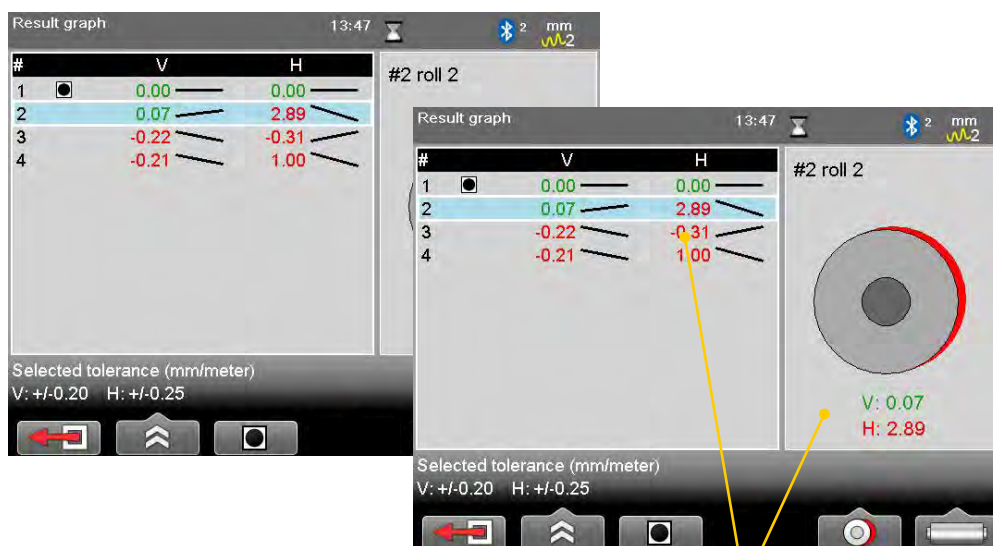 Result graph 13:47 2 mm
2
# V H
1 0.00 0.00
2 0.07 2.89
3 -0.22 -0.31
4 -0.21 1.00
#2 roll 2
Selected tolerance (mm/meter)
V: +/-0.20 H: +/-0.25
Result graph 13:47 2 mm
2
# V H
1 0.00 0.00
2 0.07 2.89
3 -0.22 -0.31
4 -0.21 1.00
#2 roll 2
V: 0.07
H: 2.89
Selected tolerance (mm/meter)
V: +/-0.20 H: +/-0.25